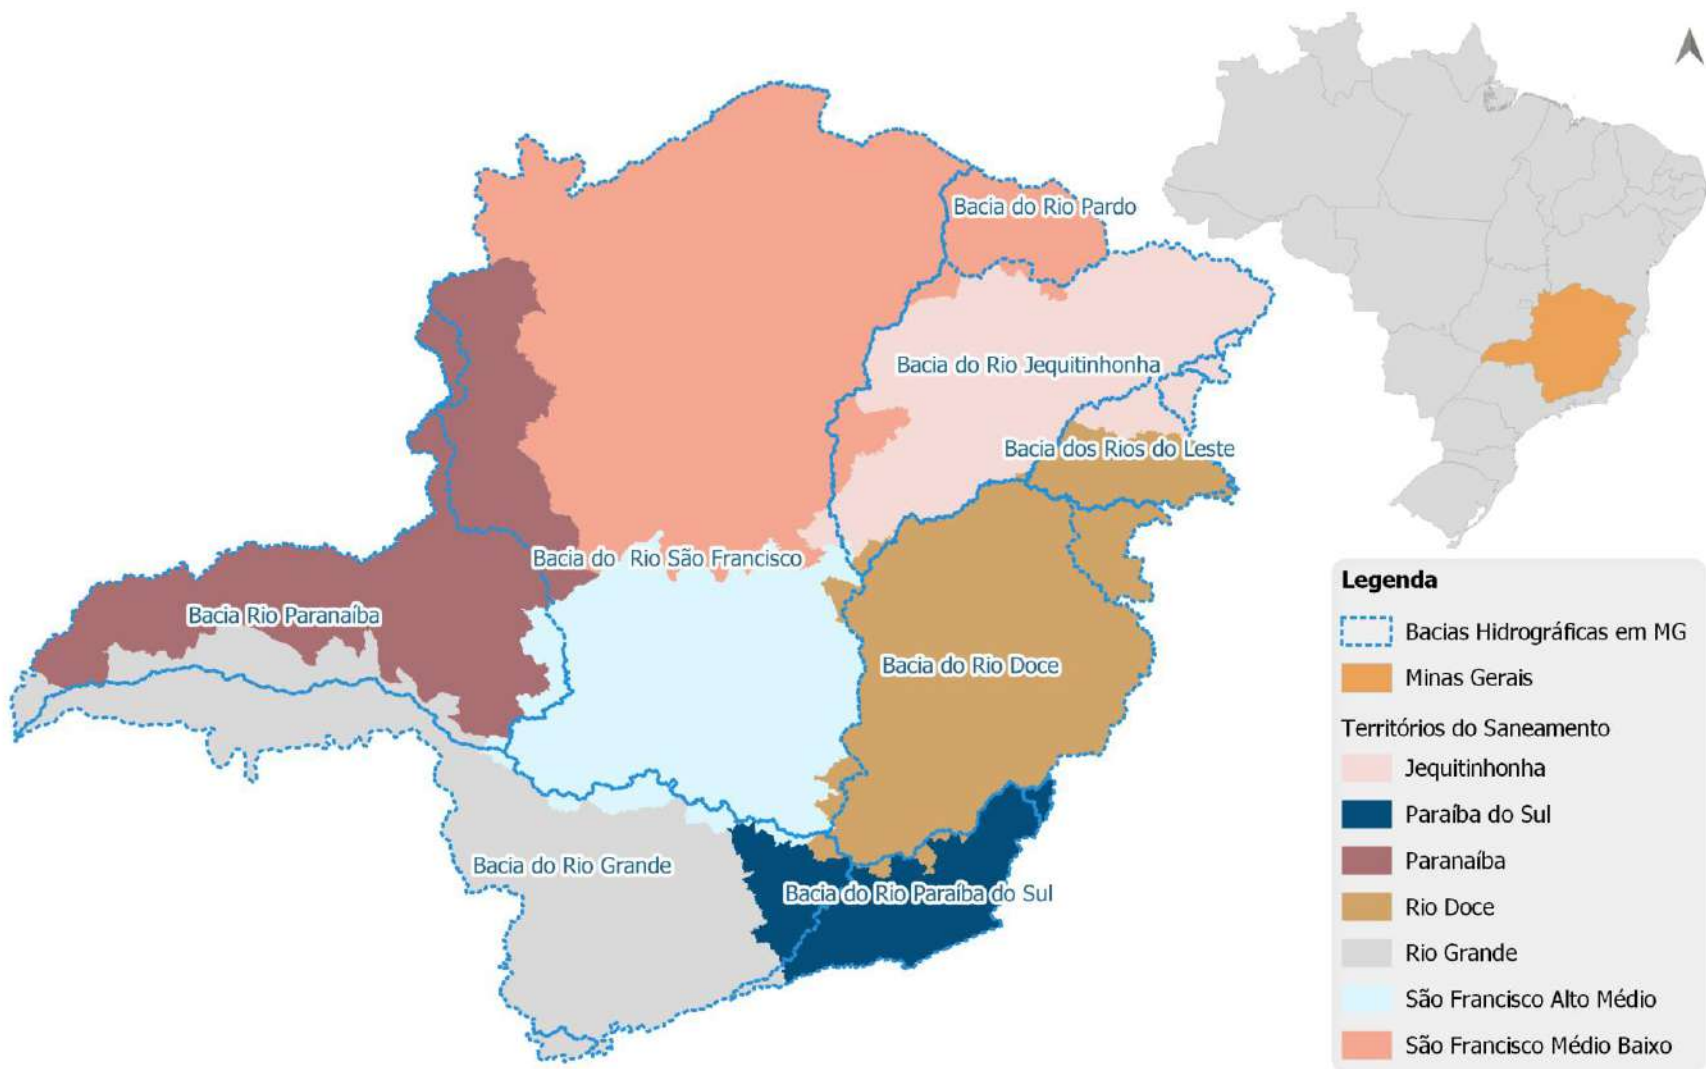 Bacia do Rio Pardo
Bacia do Rio Jequitinhonha
Bacia dos Rios do Leste
Bacia do  Rio São Francisco
Bacia Rio Paranaíba
Bacia do Rio Doce
Bacia do Rio Grande
Bacia do Rio Paraíba do Sul
Legenda
Bacias Hidrográficas em MG
Minas Gerais
Territórios do Saneamento
Jequitinhonha
Paraíba do Sul
Paranaíba
Rio Doce
Rio Grande
São Francisco Alto Médio
São Francisco Médio Baixo